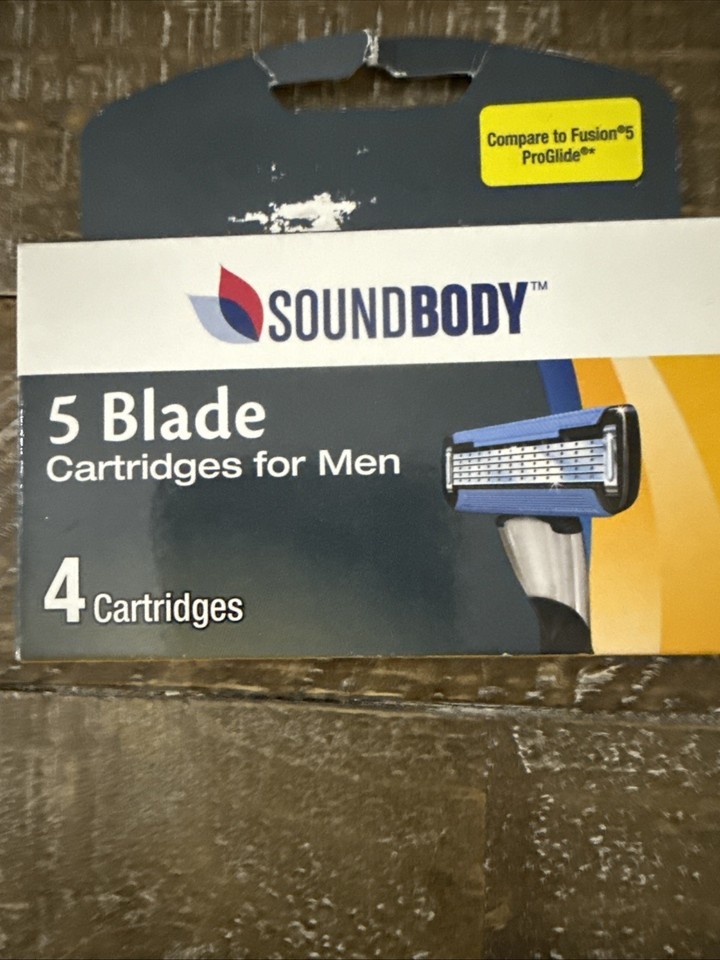 Compare to Fusion®5
ProGlide®*
SOUNDBODY™
5 Blade
Cartridges for Men
4 Cartridges